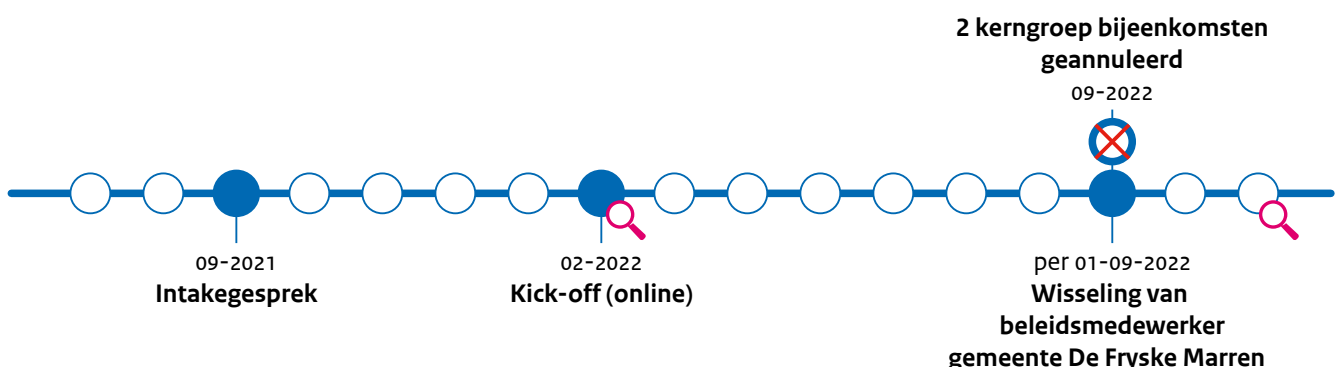 2 kerngroep bijeenkomsten
geannuleerd
09-2022
09-2021
Intakegesprek
02-2022
Kick-off (online)
per 01-09-2022
Wisseling van
beleidsmedewerker
gemeente De Fryske Marren